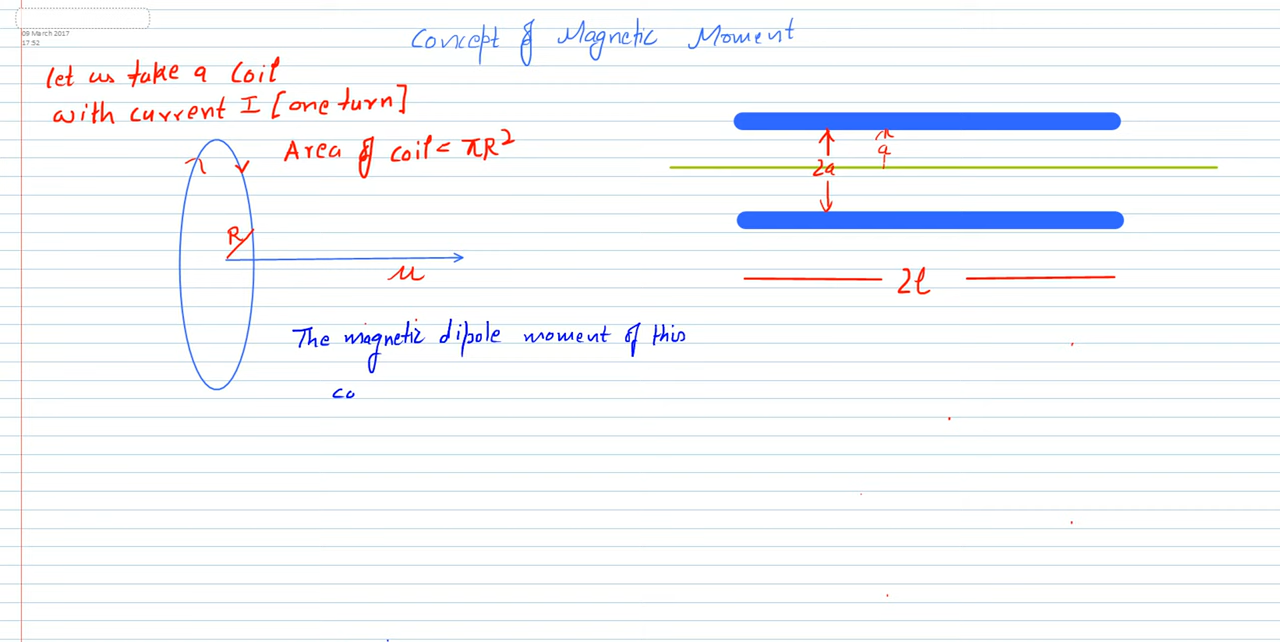 09 March 2017
17:52
Concept of Magnetic Moment
let us take a coil
with current I [one turn]
Area of coil = πR²
R
μ
The magnetic dipole moment of this
co
2a
a
2l